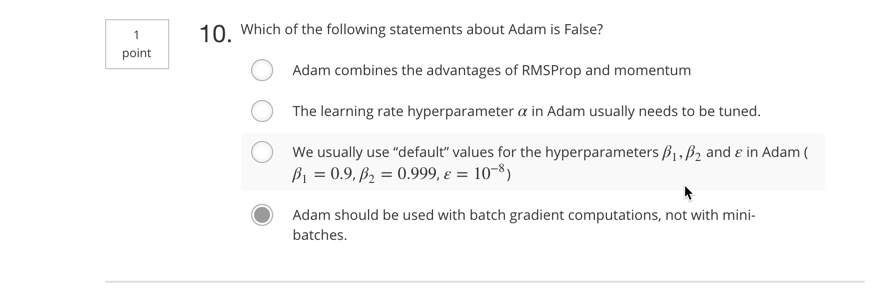 1
point
10. Which of the following statements about Adam is False?
Adam combines the advantages of RMSProp and momentum
The learning rate hyperparameter α in Adam usually needs to be tuned.
We usually use “default” values for the hyperparameters β₁, β₂ and ε in Adam (
β₁ = 0.9, β₂ = 0.999, ε = 10⁻⁸)
Adam should be used with batch gradient computations, not with mini-
batches.